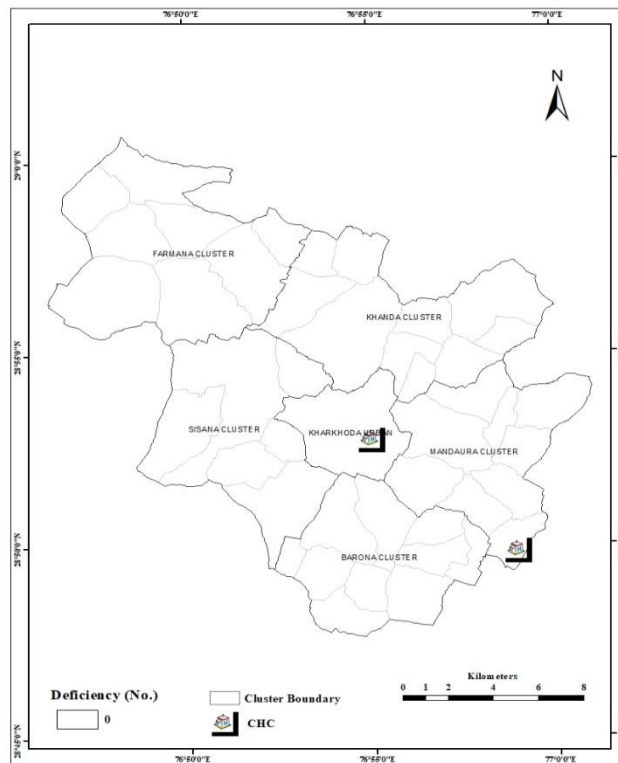 76°50'0"E 76°55'0"E 77°0'0"E
N
29°0'0"N
FARMANA CLUSTER
KHANDA CLUSTER
28°55'0"N
SISANA CLUSTER
KHARKHODA URBAN
MANDAURA CLUSTER
28°50'0"N
BARONA CLUSTER
Kilometers
0 1 2 4 6 8
Deficiency (No.)
0
Cluster Boundary
CHC
28°45'0"N
76°50'0"E 76°55'0"E 77°0'0"E